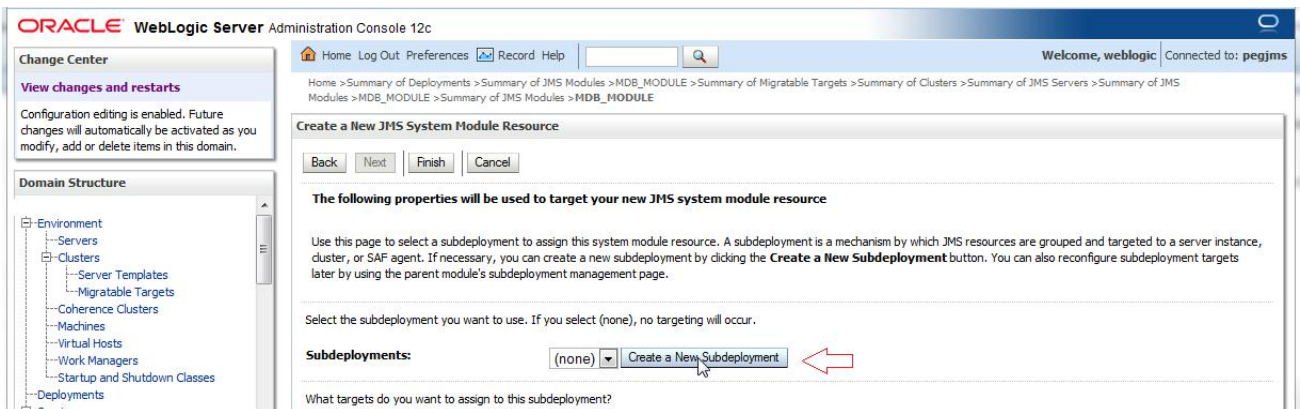 ORACLE WebLogic Server Administration Console 12c
Change Center
View changes and restarts
Configuration editing is enabled. Future
changes will automatically be activated as you
modify, add or delete items in this domain.
Domain Structure
Environment
Servers
Clusters
Server Templates
Migratable Targets
Coherence Clusters
Machines
Virtual Hosts
Work Managers
Startup and Shutdown Classes
Deployments
Home Log Out Preferences Record Help
Welcome, weblogic Connected to: pegjms
Home >Summary of Deployments >Summary of JMS Modules >MDB_MODULE >Summary of Migratable Targets >Summary of Clusters >Summary of JMS Servers >Summary of JMS
Modules >MDB_MODULE >Summary of JMS Modules >MDB_MODULE
Create a New JMS System Module Resource
Back Next Finish Cancel
The following properties will be used to target your new JMS system module resource
Use this page to select a subdeployment to assign this system module resource. A subdeployment is a mechanism by which JMS resources are grouped and targeted to a server instance,
cluster, or SAF agent. If necessary, you can create a new subdeployment by clicking the Create a New Subdeployment button. You can also reconfigure subdeployment targets
later by using the parent module's subdeployment management page.
Select the subdeployment you want to use. If you select (none), no targeting will occur.
Subdeployments: (none) Create a New Subdeployment
What targets do you want to assign to this subdeployment?